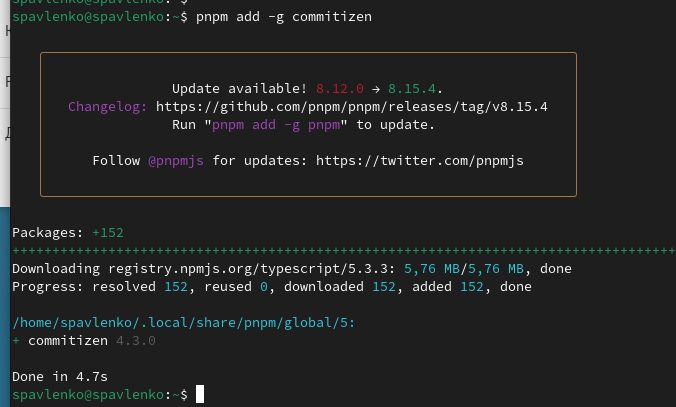 spavlenko@spavlenko:~$
spavlenko@spavlenko:~$ pnpm add -g commitizen
Update available! 8.12.0 → 8.15.4.
Changelog: https://github.com/pnpm/pnpm/releases/tag/v8.15.4
Run "pnpm add -g pnpm" to update.
Follow @pnpmjs for updates: https://twitter.com/pnpmjs
Packages: +152
+++++++++++++++++++++++++++++++++++++++++++++++++++++++++++++++++++++++++++++++++++
Downloading registry.npmjs.org/typescript/5.3.3: 5,76 MB/5,76 MB, done
Progress: resolved 152, reused 0, downloaded 152, added 152, done
/home/spavlenko/.local/share/pnpm/global/5:
+ commitizen 4.3.0
Done in 4.7s
spavlenko@spavlenko:~$